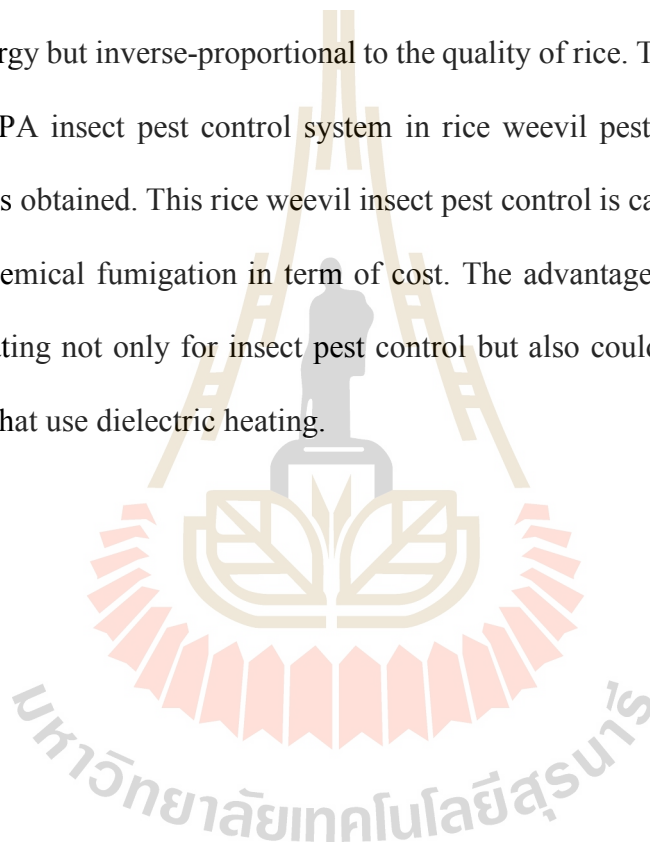 rgy but inverse-proportional to the quality of rice. T
PA insect pest control system in rice weevil pest
s obtained. This rice weevil insect pest control is ca
emical fumigation in term of cost. The advantage
ting not only for insect pest control but also could
hat use dielectric heating.
มหาวิทยาลัยเทคโนโลยีสุรนารี